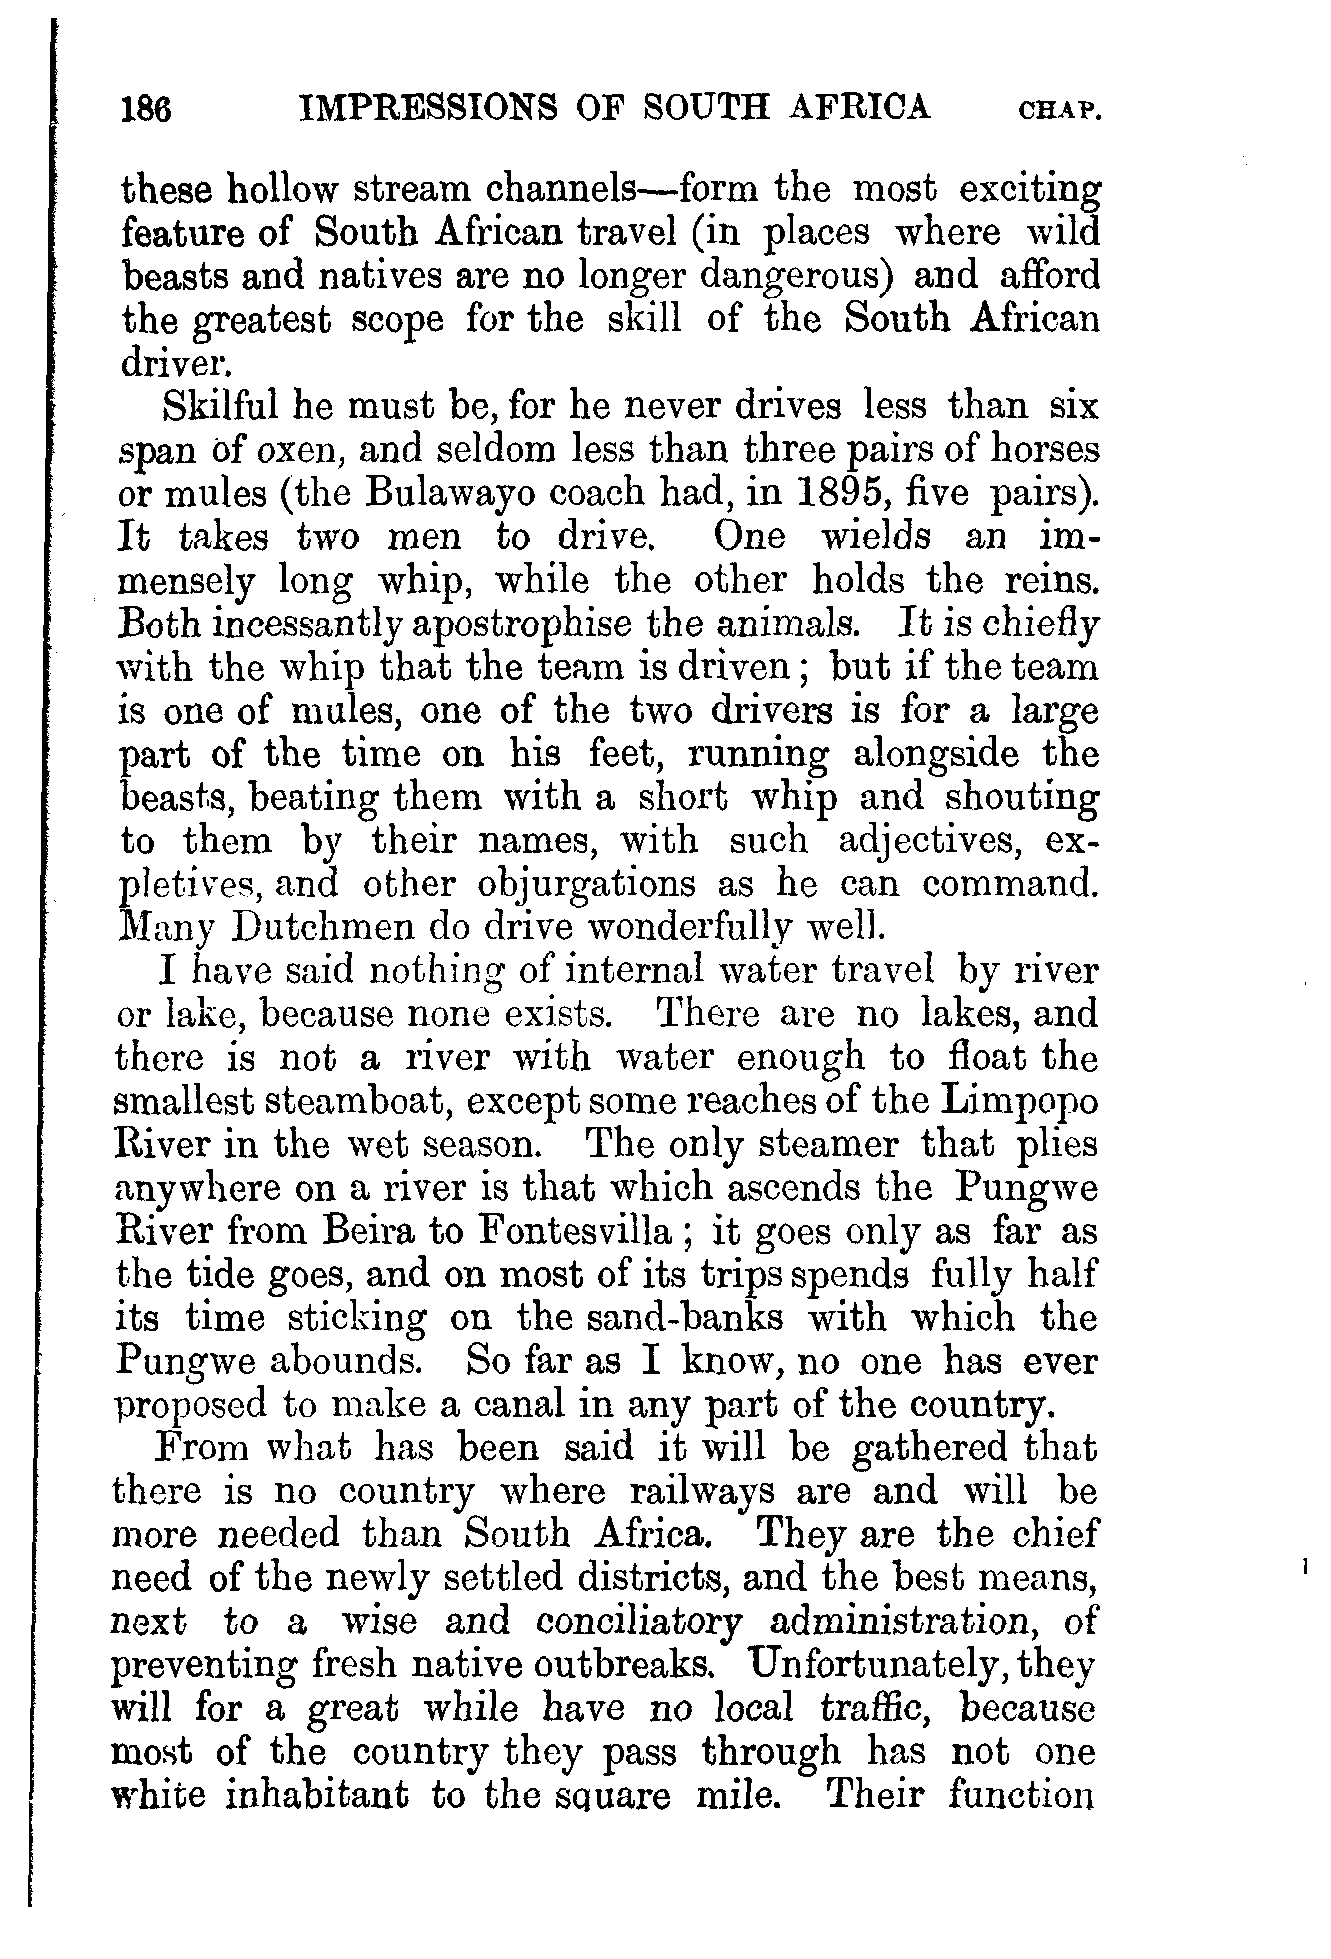 186 IMPRESSIONS OF SOUTH AFRICA CHAP.
these hollow stream channels—form the most exciting
feature of South African travel (in places where wild
beasts and natives are no longer dangerous) and afford
the greatest scope for the skill of the South African
driver.
Skilful he must be, for he never drives less than six
span of oxen, and seldom less than three pairs of horses
or mules (the Bulawayo coach had, in 1895, five pairs).
It takes two men to drive. One wields an im-
mensely long whip, while the other holds the reins.
Both incessantly apostrophise the animals. It is chiefly
with the whip that the team is driven; but if the team
is one of mules, one of the two drivers is for a large
part of the time on his feet, running alongside the
beasts, beating them with a short whip and shouting
to them by their names, with such adjectives, ex-
pletives, and other objurgations as he can command.
Many Dutchmen do drive wonderfully well.
I have said nothing of internal water travel by river
or lake, because none exists. There are no lakes, and
there is not a river with water enough to float the
smallest steamboat, except some reaches of the Limpopo
River in the wet season. The only steamer that plies
anywhere on a river is that which ascends the Pungwe
River from Beira to Fontesvilla; it goes only as far as
the tide goes, and on most of its trips spends fully half
its time sticking on the sand-banks with which the
Pungwe abounds. So far as I know, no one has ever
proposed to make a canal in any part of the country.
From what has been said it will be gathered that
there is no country where railways are and will be
more needed than South Africa. They are the chief
need of the newly settled districts, and the best means,
next to a wise and conciliatory administration, of
preventing fresh native outbreaks. Unfortunately, they
will for a great while have no local traffic, because
most of the country they pass through has not one
white inhabitant to the square mile. Their function